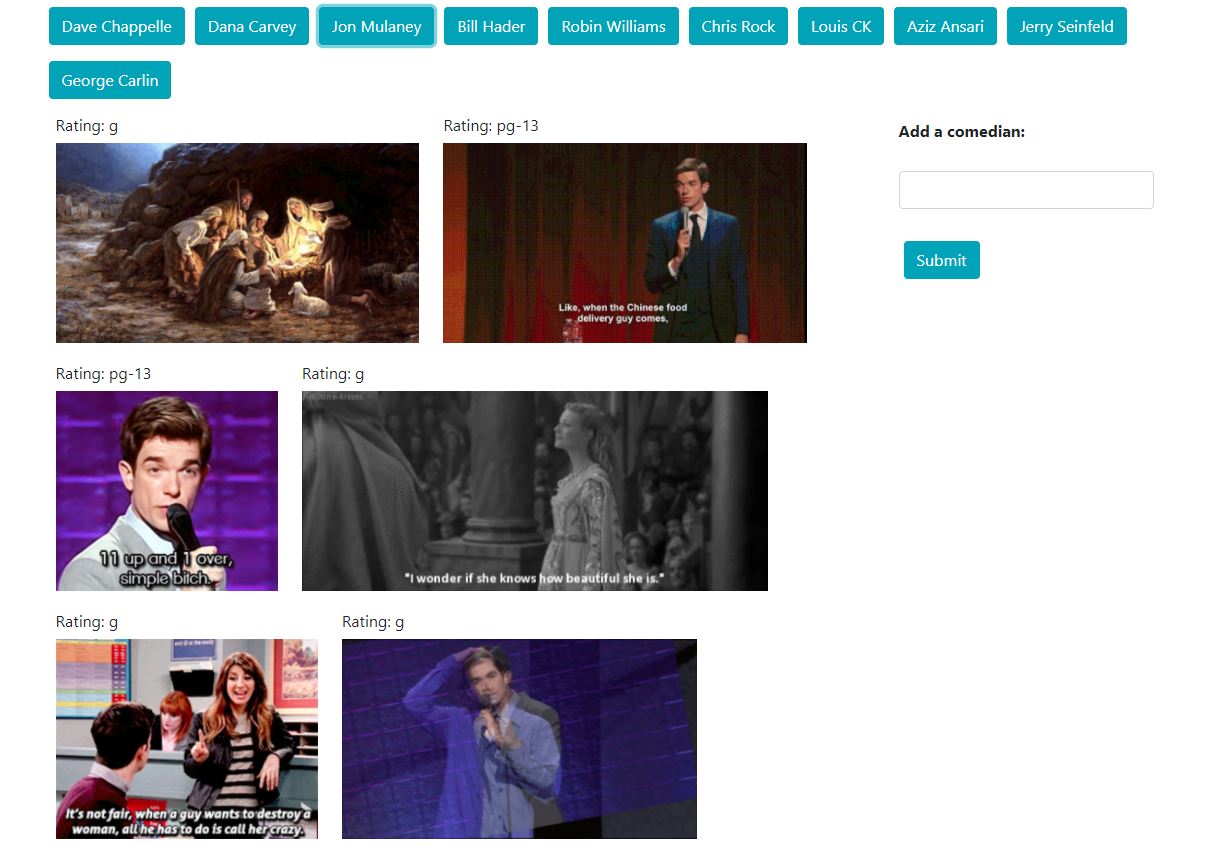 Dave Chappelle Dana Carvey Jon Mulaney Bill Hader Robin Williams Chris Rock Louis CK Aziz Ansari Jerry Seinfeld
George Carlin
Rating: g
Rating: pg-13
Add a comedian:
Submit
Like, when the Chinese food
delivery guy comes,
Rating: pg-13
Rating: g
11 up and 1 over,
simple bitch.
"I wonder if she knows how beautiful she is."
Rating: g
Rating: g
It's not fair, when a guy wants to destroy a
woman, all he has to do is call her crazy.